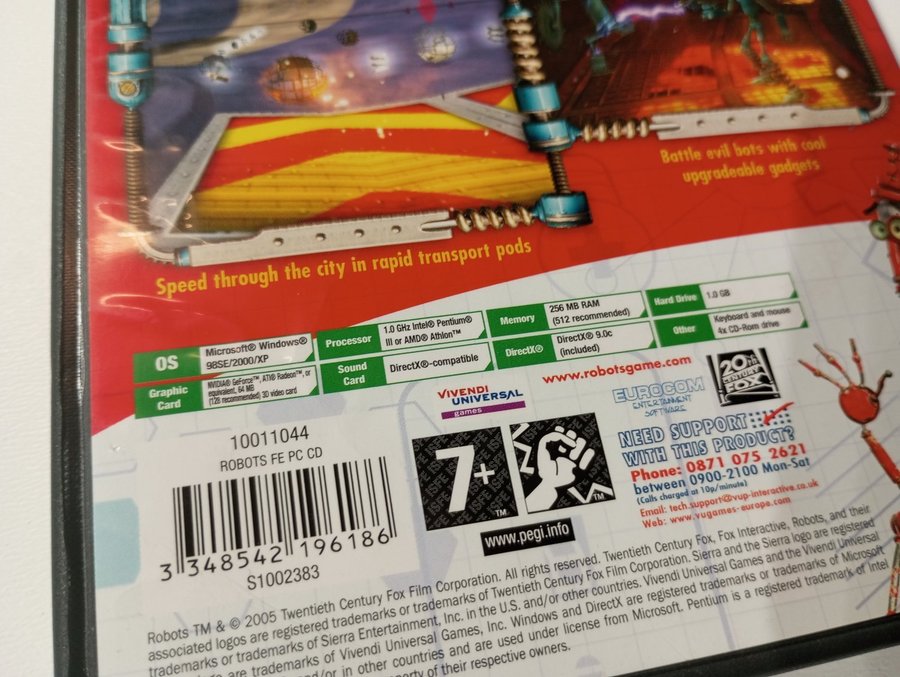 Battle evil bots with cool
upgradeable gadgets
Speed through the city in rapid transport pods
OS
Microsoft® Windows®
98SE/2000/XP
Processor
1.0 GHz Intel® Pentium®
III or AMD® Athlon™
Memory
256 MB RAM
(512 recommended)
Hard Drive
1.0 GB
Graphic
Card
NVIDIA® GeForce™, ATI® Radeon™, or
equivalent. 64 MB
(128 recommended) 3D video card
Sound
Card
DirectX®-compatible
DirectX®
DirectX® 9.0c
(included)
Other
Keyboard and mouse
4x CD-Rom drive
VIVENDI
UNIVERSAL
games
www.robotsgame.com
EUROCOM
ENTERTAINMENT
SOFTWARE
20th
CENTURY
FOX
10011044
ROBOTS FE PC CD
3 348542 196186
S1002383
7+
TM
ISFE
TM
www.pegi.info
NEED SUPPORT
WITH THIS PRODUCT?
Phone: 0871 075 2621
between 0900-2100 Mon-Sat
(Calls charged at 10p/minute)
Email: tech.support@vup-interactive.co.uk
Web: www.vugames-europe.com
Robots TM & © 2005 Twentieth Century Fox Film Corporation. All rights reserved. Twentieth Century Fox, Fox Interactive, Robots, and their
associated logos are registered trademarks or trademarks of Twentieth Century Fox Film Corporation. Sierra and the Sierra logo are registered
trademarks or trademarks of Sierra Entertainment, Inc. in the U.S. and/or other countries. Vivendi Universal Games and the Vivendi Universal
are trademarks of Vivendi Universal Games, Inc. Windows and DirectX are registered trademarks or trademarks of Microsoft
and/or in other countries and are used under license from Microsoft. Pentium is a registered trademark of Intel
party of their respective owners.